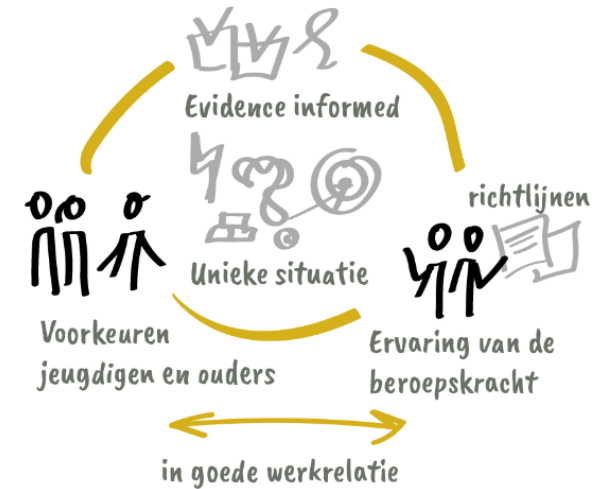 Evidence informed
richtlijnen
Unieke situatie
Voorkeuren
jeugdigen en ouders
Ervaring van de
beroepskracht
in goede werkrelatie